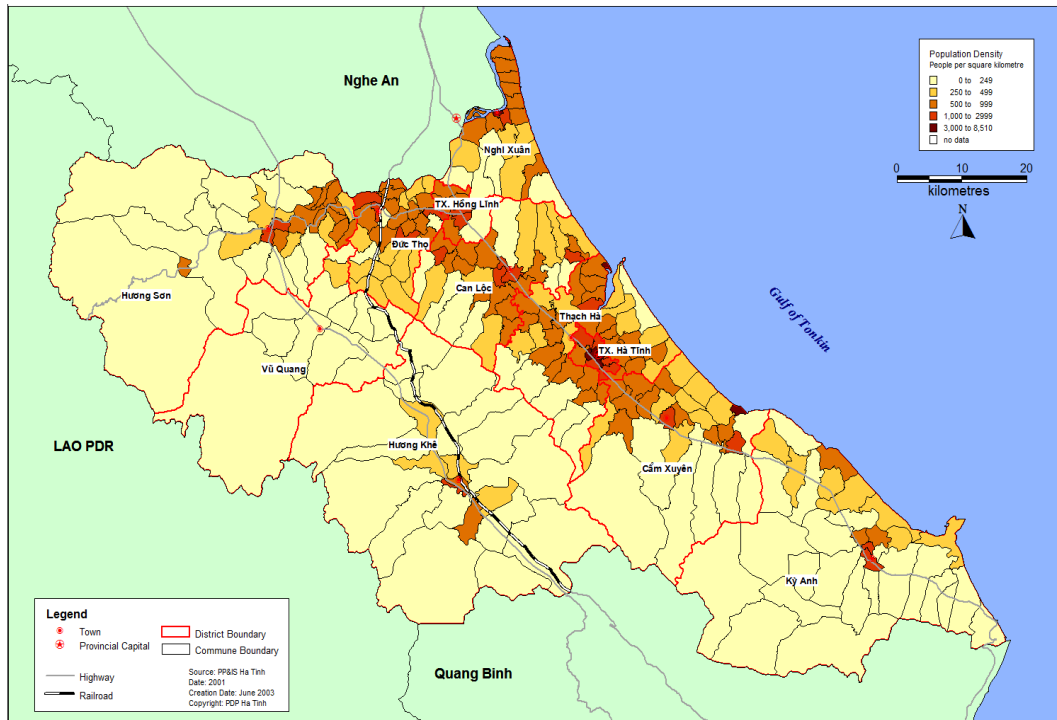 Nghe An
Population Density
People per square kilometre
0 to 249
250 to 499
500 to 999
1,000 to 2999
3,000 to 8,510
no data
0 10 20
kilometres
N
Nghi Xuân
TX. Hồng Lĩnh
Đức Thọ
Can Lộc
Hương Sơn
Thạch Hà
TX. Hà Tĩnh
Gulf of Tonkin
Vũ Quang
LAO PDR
Hương Khê
Cẩm Xuyên
Kỳ Anh
Quang Binh
Legend
Town
Provincial Capital
District Boundary
Commune Boundary
Highway
Railroad
Source: PP&IS Ha Tinh
Date: 2001
Creation Date: June 2003
Copyright: PDP Ha Tinh